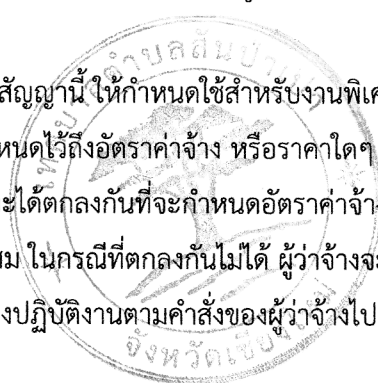 สัญญานี้ ให้กำหนดใช้สำหรับงานพิเศ
หนดไว้ถึงอัตราค่าจ้าง หรือราคาใดๆ
ะได้ตกลงกันที่จะกำหนดอัตราค่าจ้าง
สม ในกรณีที่ตกลงกันไม่ได้ ผู้ว่าจ้างจะ
งปฏิบัติงานตามคำสั่งของผู้ว่าจ้างไป